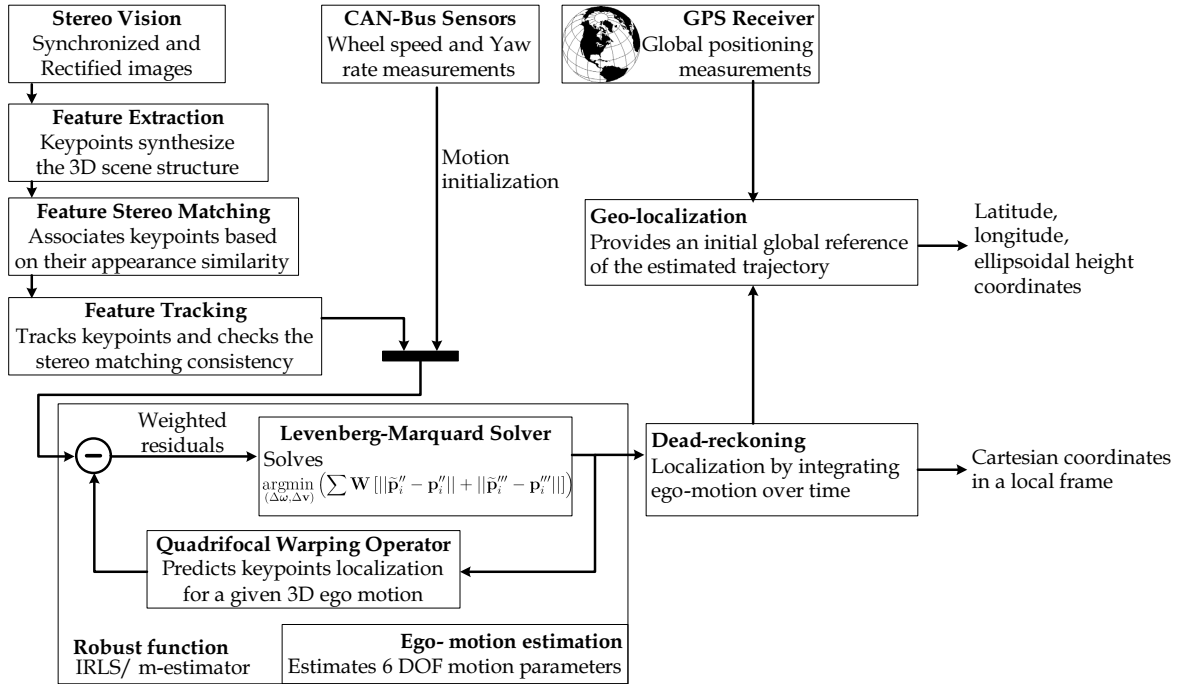 Stereo Vision
Synchronized and
Rectified images
CAN-Bus Sensors
Wheel speed and Yaw
rate measurements
GPS Receiver
Global positioning
measurements
Feature Extraction
Keypoints synthesize
the 3D scene structure
Motion
initialization
Feature Stereo Matching
Associates keypoints based
on their appearance similarity
Geo-localization
Provides an initial global reference
of the estimated trajectory
Latitude,
longitude,
ellipsoidal height
coordinates
Feature Tracking
Tracks keypoints and checks the
stereo matching consistency
Weighted
residuals
Levenberg-Marquard Solver
Solves
argmin (∑ W [||p̃ᵢ″ − pᵢ″|| + ||p̃ᵢ‴ − pᵢ‴||])
(Δω,Δv)
Dead-reckoning
Localization by integrating
ego-motion over time
Cartesian coordinates
in a local frame
Quadrifocal Warping Operator
Predicts keypoints localization
for a given 3D ego motion
Robust function
IRLS/ m-estimator
Ego- motion estimation
Estimates 6 DOF motion parameters